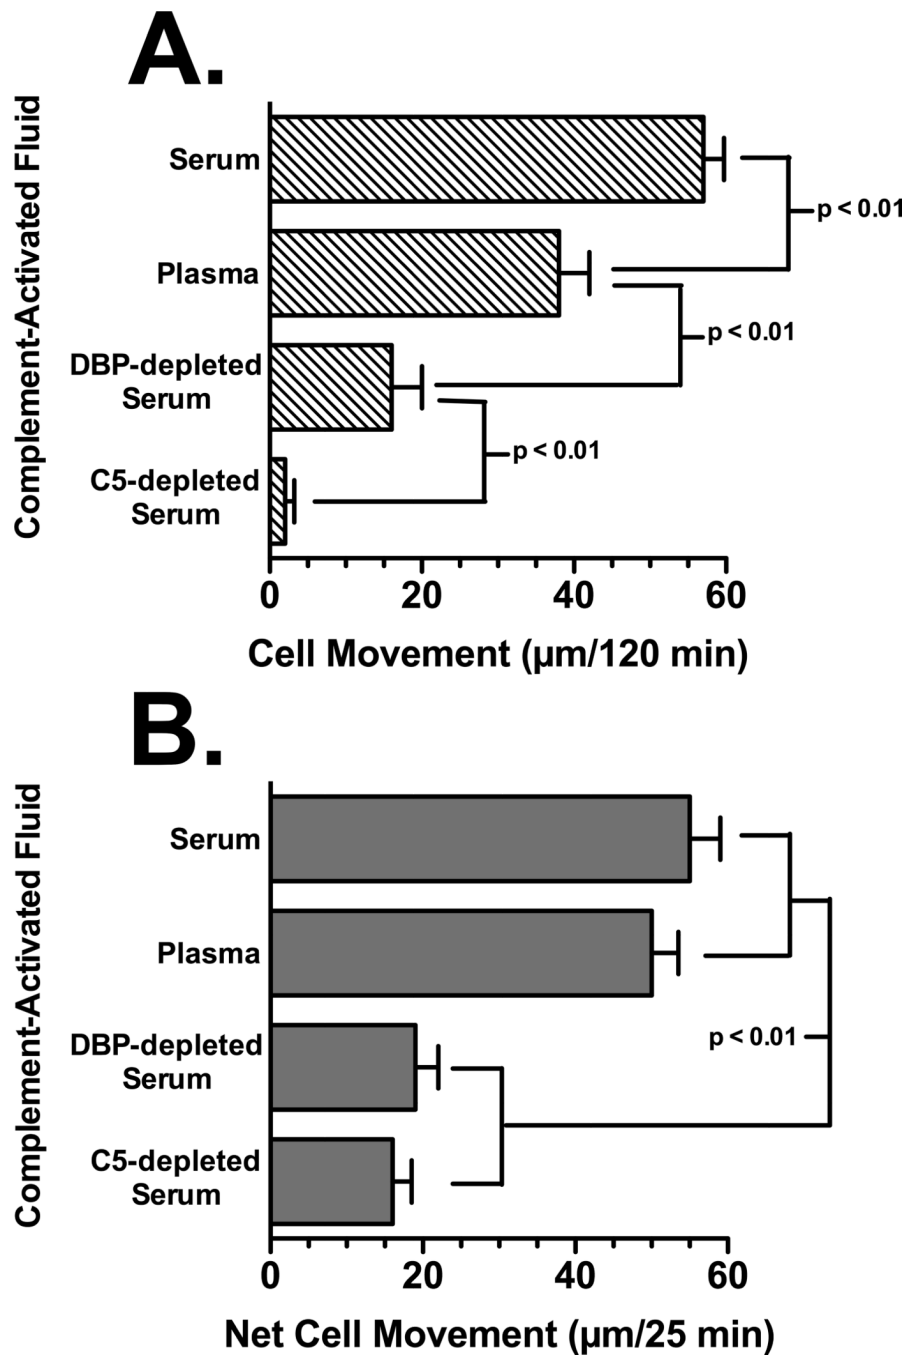 A.
Complement-Activated Fluid
Serum
Plasma
DBP-depleted
Serum
C5-depleted
Serum
p < 0.01
p < 0.01
p < 0.01
0 20 40 60
Cell Movement (µm/120 min)
B.
Complement-Activated Fluid
Serum
Plasma
DBP-depleted
Serum
C5-depleted
Serum
p < 0.01
0 20 40 60
Net Cell Movement (µm/25 min)